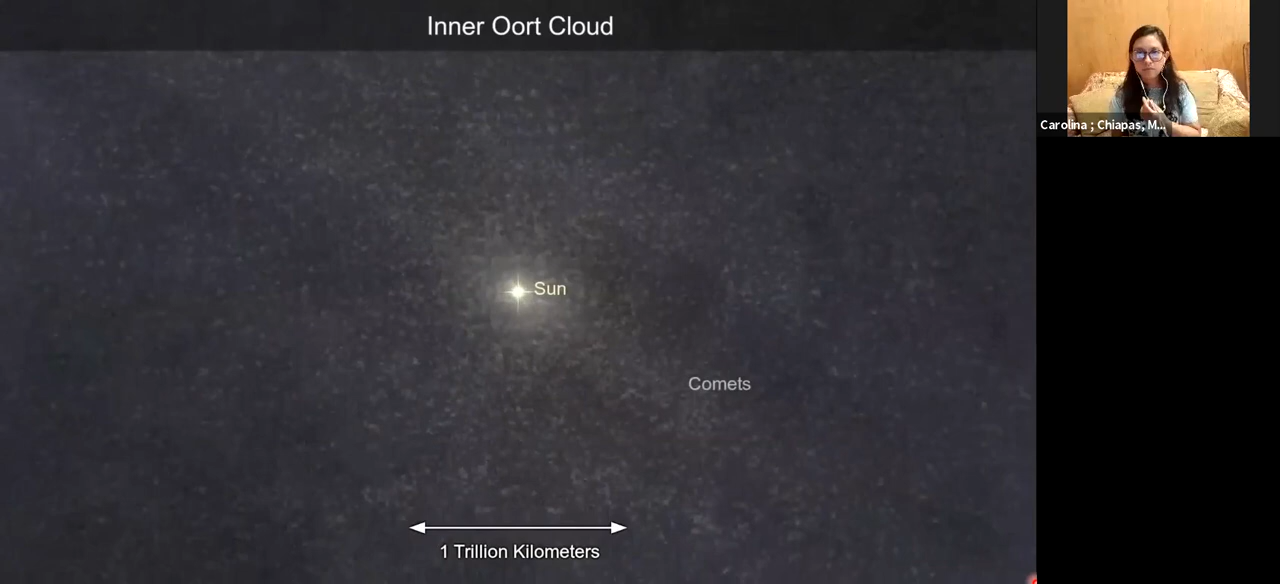 Inner Oort Cloud
Carolina ; Chiapas, M...
Sun
Comets
1 Trillion Kilometers